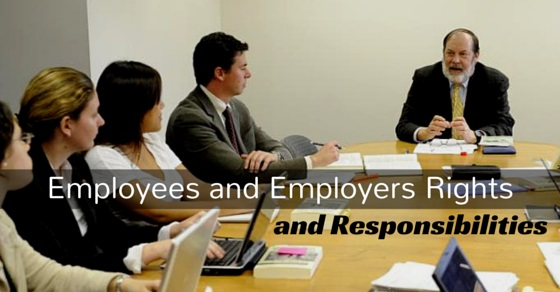 Employees and Employers Rights
and Responsibilities